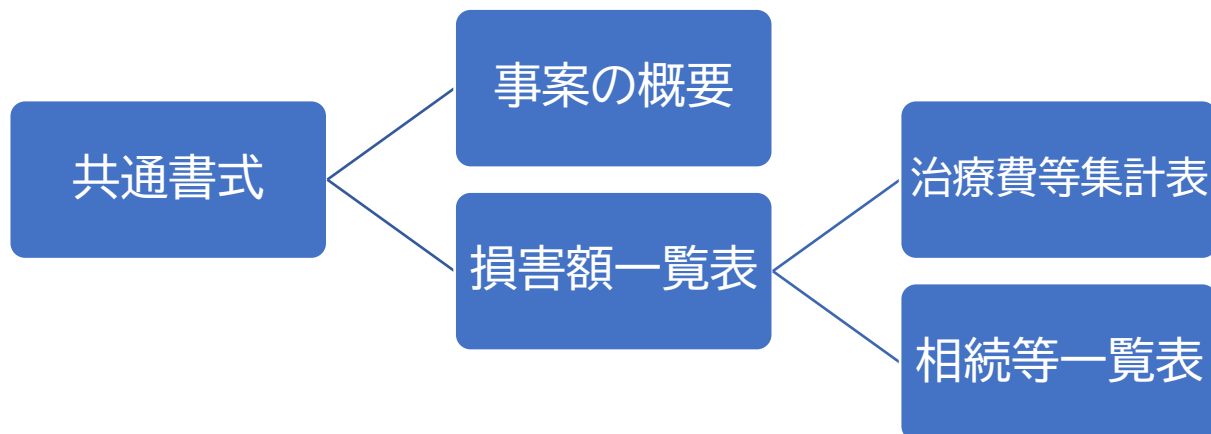 共通書式
事案の概要
損害額一覧表
治療費等集計表
相続等一覧表